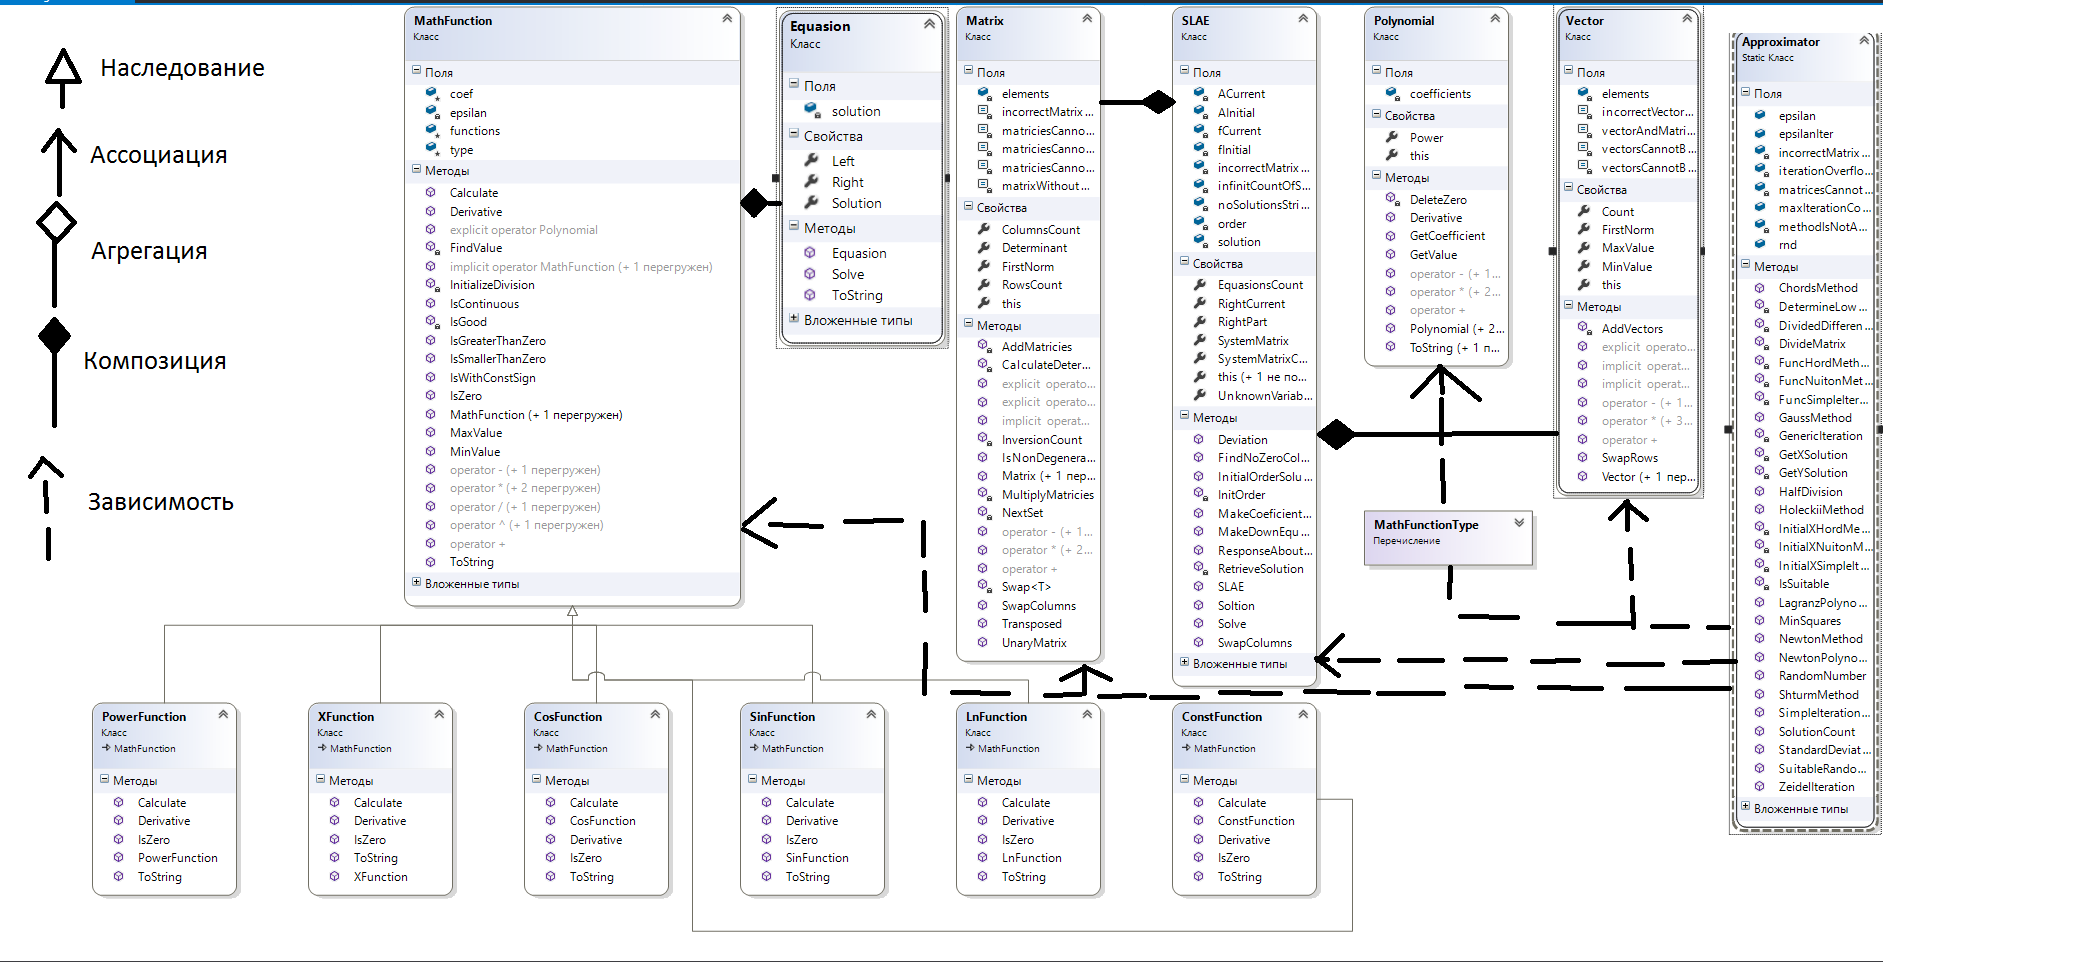 Наследование
Ассоциация
Агрегация
Композиция
Зависимость
MathFunction
Класс
Поля
coef
epsilan
functions
type
Методы
Calculate
Derivative
explicit operator Polynomial
FindValue
implicit operator MathFunction (+ 1 перегружен)
InitializeDivision
IsContinuous
IsGood
IsGreaterThanZero
IsSmallerThanZero
IsWithConstSign
IsZero
MathFunction (+ 1 перегружен)
MaxValue
MinValue
operator - (+ 1 перегружен)
operator * (+ 2 перегружен)
operator / (+ 1 перегружен)
operator ^ (+ 1 перегружен)
operator +
ToString
Вложенные типы
Equasion
Класс
Поля
solution
Свойства
Left
Right
Solution
Методы
Equasion
Solve
ToString
Вложенные типы
Matrix
Класс
Поля
elements
incorrectMatrix...
matriciesCanno...
matriciesCanno...
matriciesCanno...
matrixWithout...
Свойства
ColumnsCount
Determinant
FirstNorm
RowsCount
this
Методы
AddMatricies
CalculateDeter...
explicit operato...
explicit operato...
implicit operat...
InversionCount
IsNonDegenera...
Matrix (+ 1 пер...
MultiplyMatricies
NextSet
operator - (+ 1...
operator * (+ 2...
operator +
Swap<T>
SwapColumns
Transposed
UnaryMatrix
SLAE
Класс
Поля
ACurrent
AInitial
fCurrent
fInitial
incorrectMatrix...
infinitCountOfS...
noSolutionsStri...
order
solution
Свойства
EquasionsCount
RightCurrent
RightPart
SystemMatrix
SystemMatrixC...
this (+ 1 не по...
UnknownVariab...
Методы
Deviation
FindNoZeroCol...
InitialOrderSolu...
InitOrder
MakeCoeficient...
MakeDownEqu...
ResponseAbout...
RetrieveSolution
SLAE
Soltion
Solve
SwapColumns
Вложенные типы
Polynomial
Класс
Поля
coefficients
Свойства
Power
this
Методы
DeleteZero
Derivative
GetCoefficient
GetValue
operator - (+ 1...
operator * (+ 2...
operator +
Polynomial (+ 2...
ToString (+ 1 п...
MathFunctionType
Перечисление
Vector
Класс
Поля
elements
incorrectVector...
vectorAndMatri...
vectorsCannotB...
vectorsCannotB...
Свойства
Count
FirstNorm
MaxValue
MinValue
this
Методы
AddVectors
explicit operato...
implicit operat...
implicit operat...
operator - (+ 1...
operator * (+ 3...
operator +
SwapRows
Vector (+ 1 пер...
Approximator
Static Класс
Поля
epsilan
epsilanIter
incorrectMatrix...
iterationOverflo...
matricesCannot...
maxIterationCo...
methodIsNotA...
rnd
Методы
ChordsMethod
DetermineLow...
DividedDifferen...
DivideMatrix
FuncHordMeth...
FuncNuitonMet...
FuncSimpleIter...
GaussMethod
GenericIteration
GetXSolution
GetYSolution
HalfDivision
HoleckiiMethod
InitialXHordMe...
InitialXNuitonM...
InitialXSimpleIt...
IsSuitable
LagranzPolyno...
MinSquares
NewtonMethod
NewtonPolyno...
RandomNumber
ShturmMethod
SimpleIteration...
SolutionCount
StandardDeviat...
SuitableRando...
ZeidelIteration
Вложенные типы
PowerFunction
Класс
MathFunction
Методы
Calculate
Derivative
IsZero
PowerFunction
ToString
XFunction
Класс
MathFunction
Методы
Calculate
Derivative
IsZero
ToString
XFunction
CosFunction
Класс
MathFunction
Методы
Calculate
CosFunction
Derivative
IsZero
ToString
SinFunction
Класс
MathFunction
Методы
Calculate
Derivative
IsZero
SinFunction
ToString
LnFunction
Класс
MathFunction
Методы
Calculate
Derivative
IsZero
LnFunction
ToString
ConstFunction
Класс
MathFunction
Методы
Calculate
ConstFunction
Derivative
IsZero
ToString